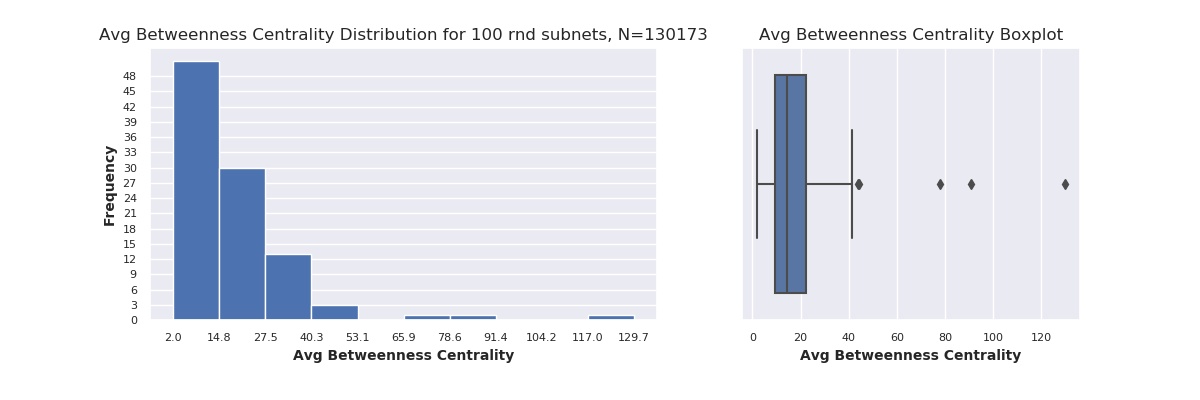 Avg Betweenness Centrality Distribution for 100 rnd subnets, N=130173
48
45
42
39
36
33
30
27
24
21
18
15
12
9
6
3
0
Frequency
2.0 14.8 27.5 40.3 53.1 65.9 78.6 91.4 104.2 117.0 129.7
Avg Betweenness Centrality
Avg Betweenness Centrality Boxplot
0 20 40 60 80 100 120
Avg Betweenness Centrality